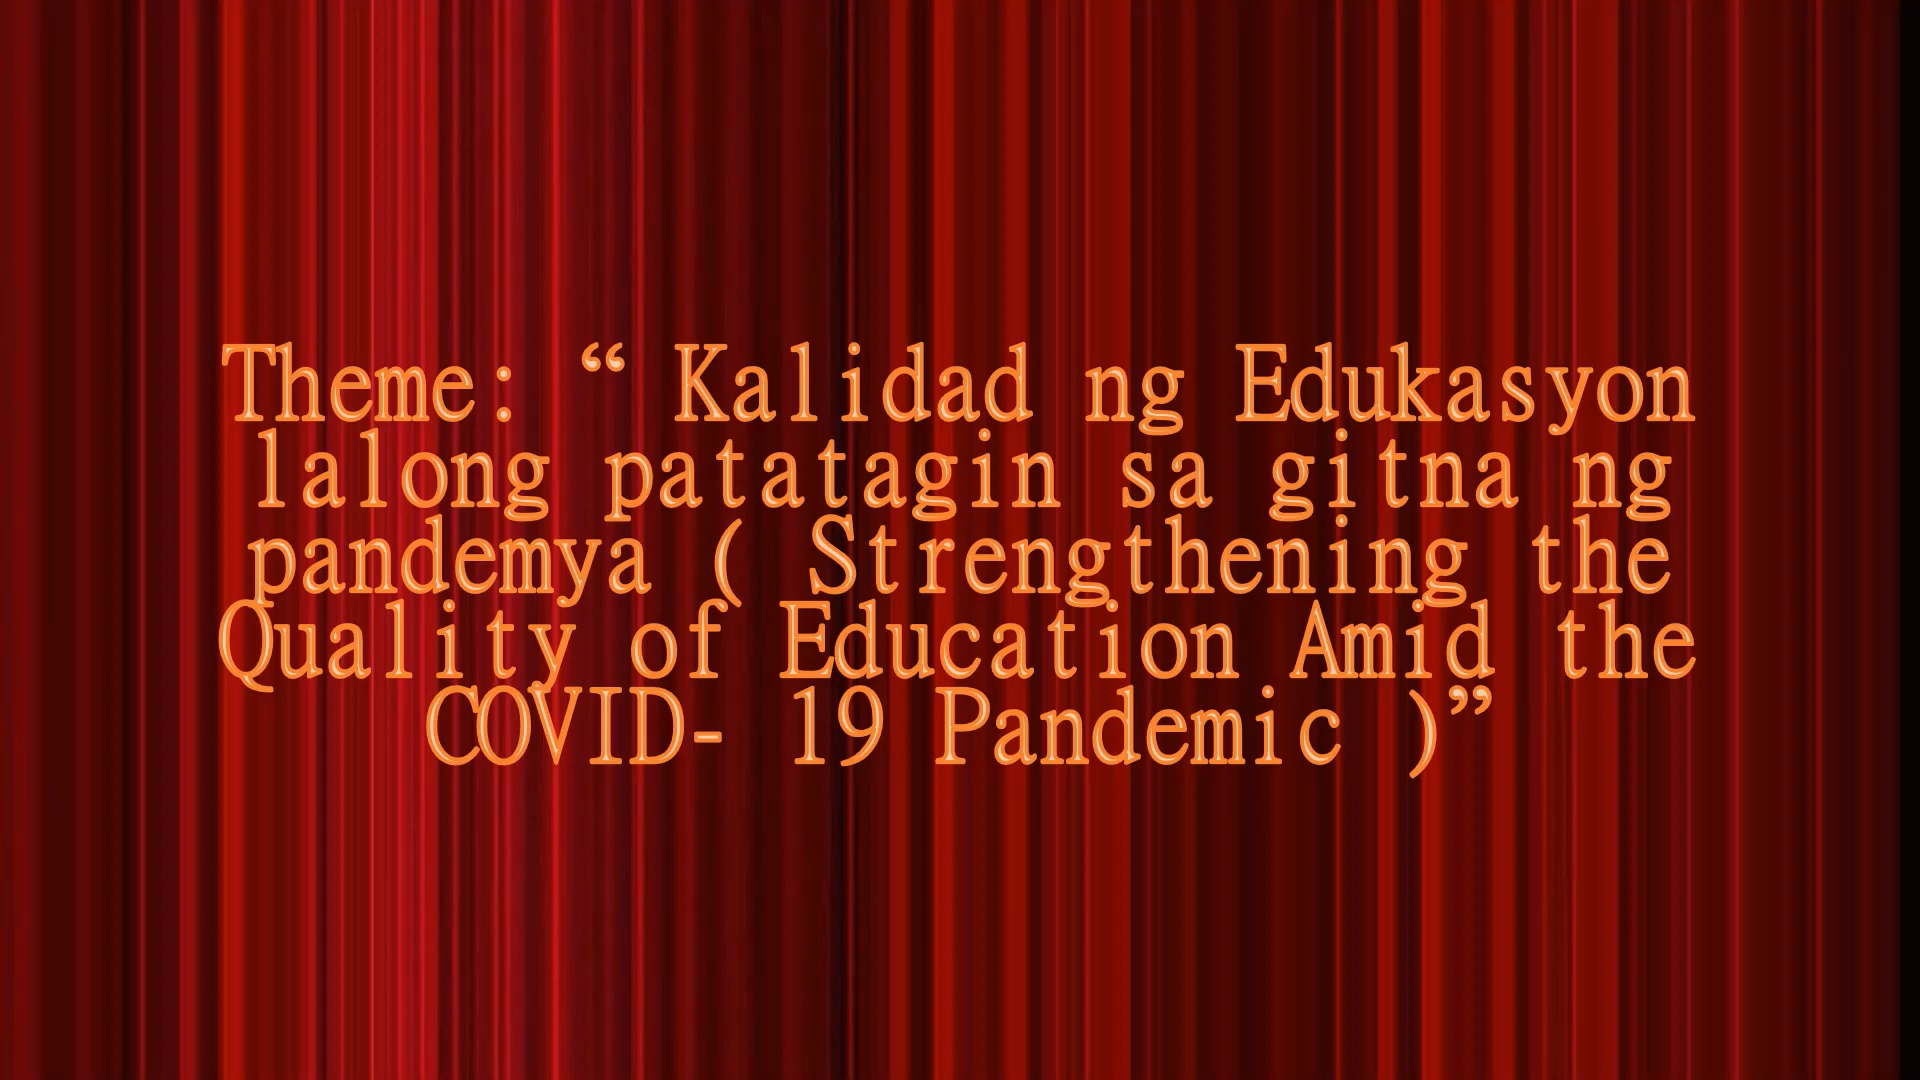 Theme: “ Kalidad ng Edukasyon
lalong patatagin sa gitna ng
pandemya ( Strengthening the
Quality of Education Amid the
COVID- 19 Pandemic )”